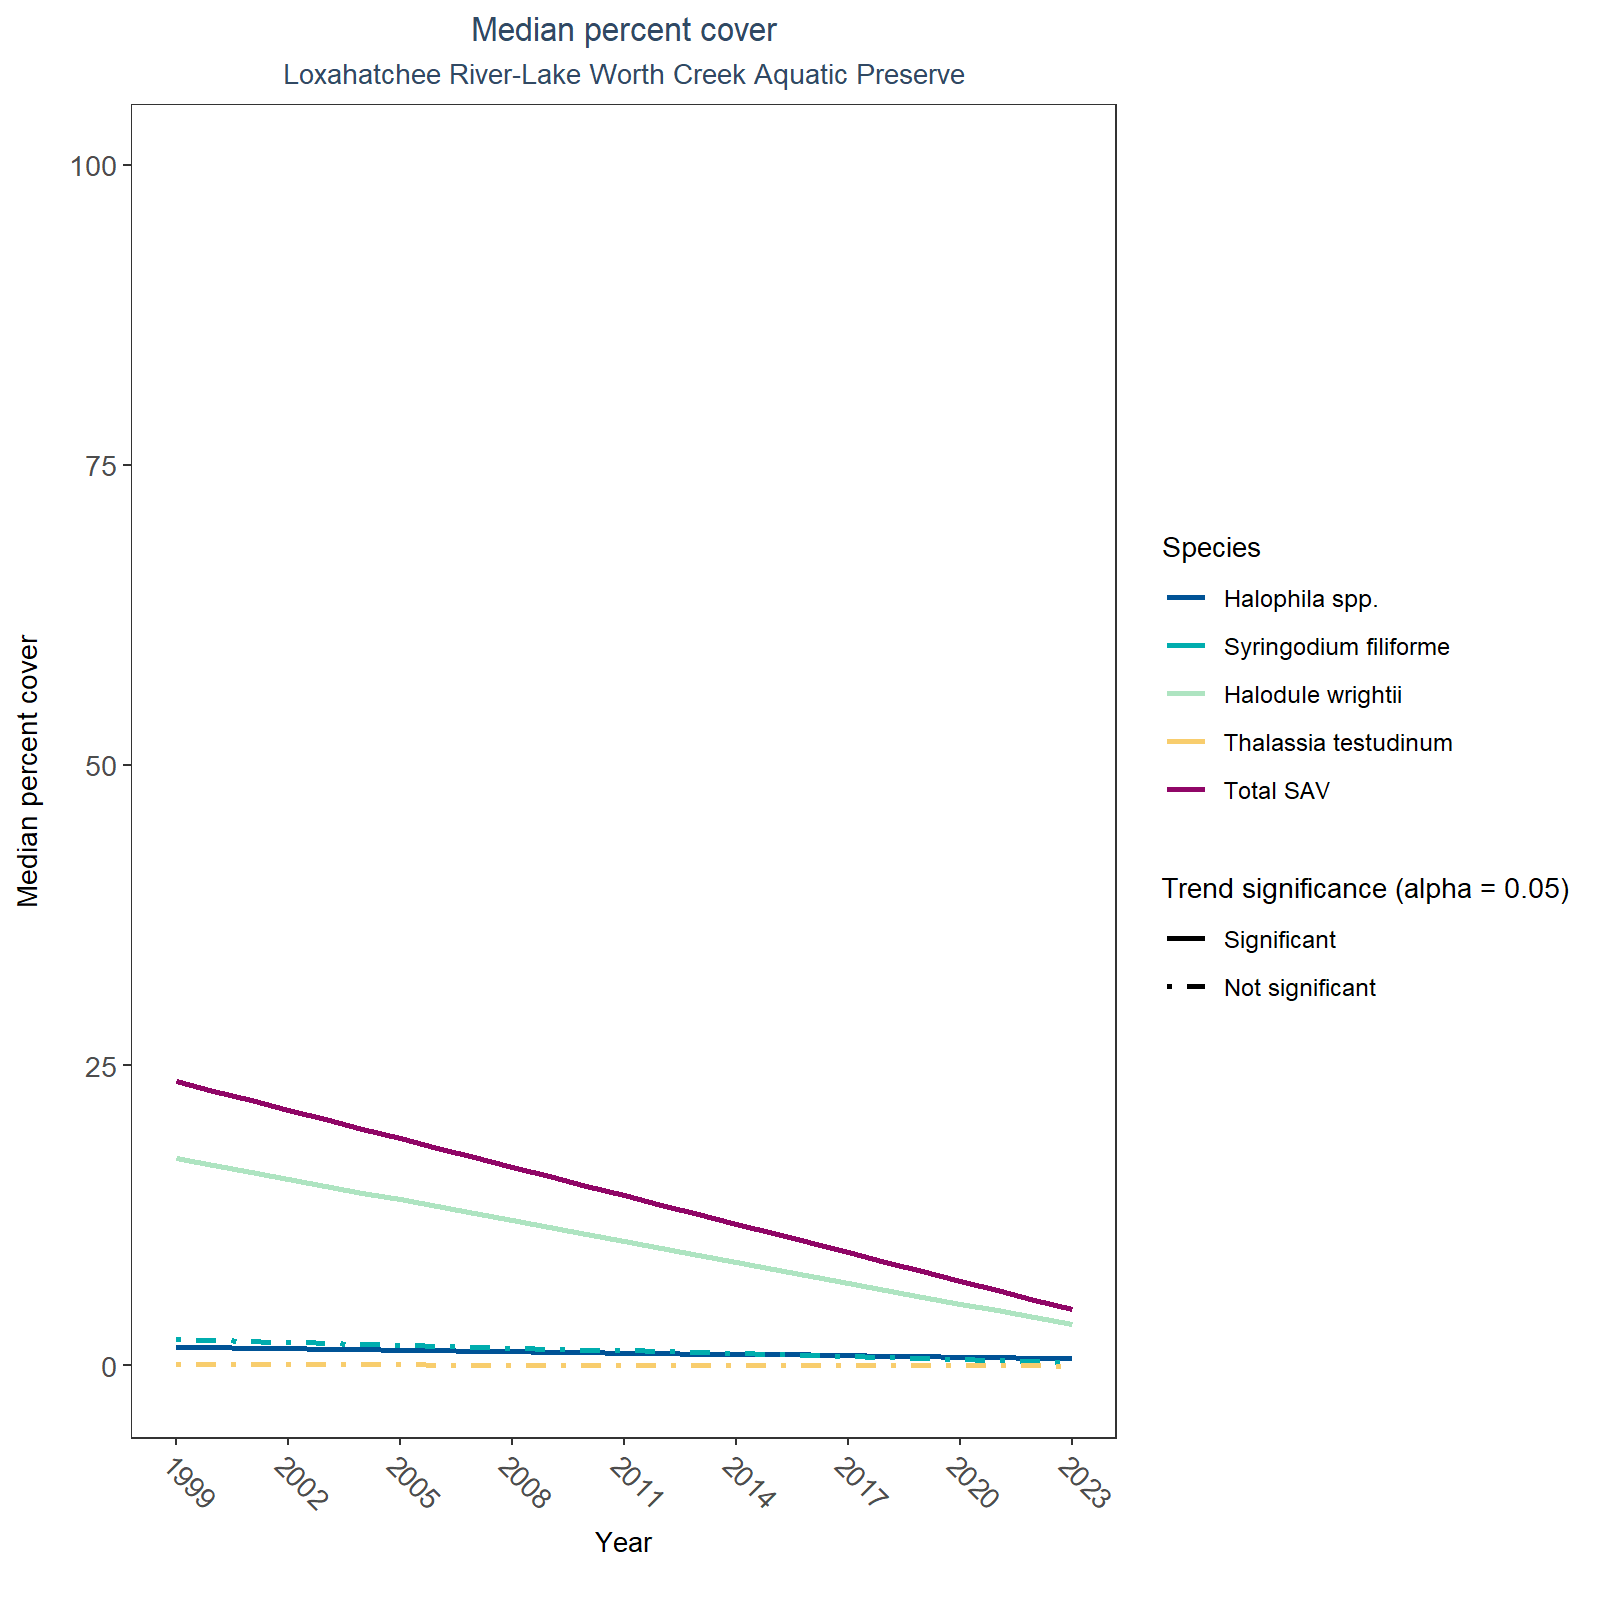 Median percent cover
Loxahatchee River-Lake Worth Creek Aquatic Preserve
Median percent cover
100
75
50
25
0
1999
2002
2005
2008
2011
2014
2017
2020
2023
Year
Species
Halophila spp.
Syringodium filiforme
Halodule wrightii
Thalassia testudinum
Total SAV
Trend significance (alpha = 0.05)
Significant
Not significant